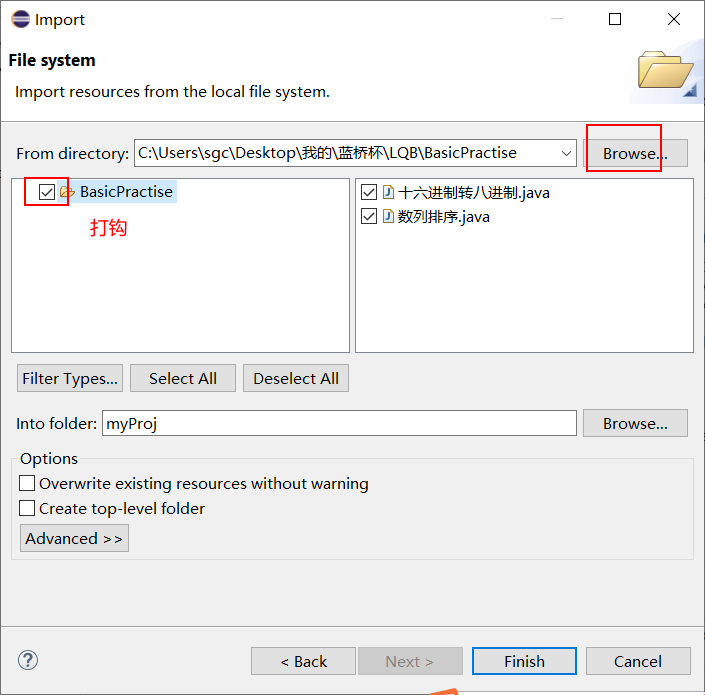 Import
File system
Import resources from the local file system.
From directory: C:\Users\sgc\Desktop\我的\蓝桥杯\LQB\BasicPractise Browse...
BasicPractise
打钩
十六进制转八进制.java
数列排序.java
Filter Types... Select All Deselect All
Into folder: myProj Browse...
Options
Overwrite existing resources without warning
Create top-level folder
Advanced >>
? < Back Next > Finish Cancel